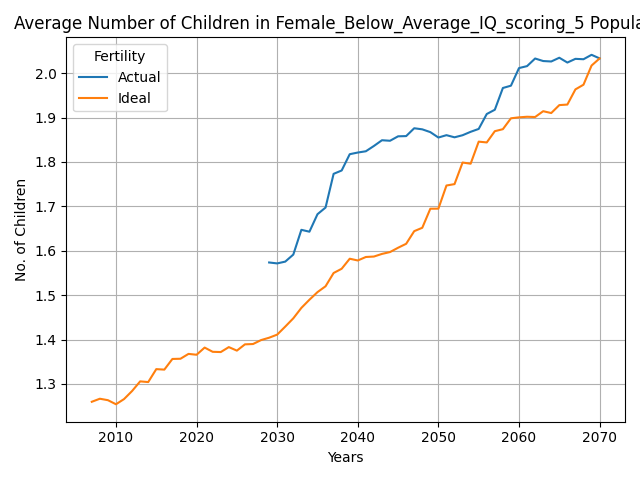 Average Number of Children in Female_Below_Average_IQ_scoring_5 Popula
Fertility
Actual
Ideal
No. of Children
2.0
1.9
1.8
1.7
1.6
1.5
1.4
1.3
2010 2020 2030 2040 2050 2060 2070
Years